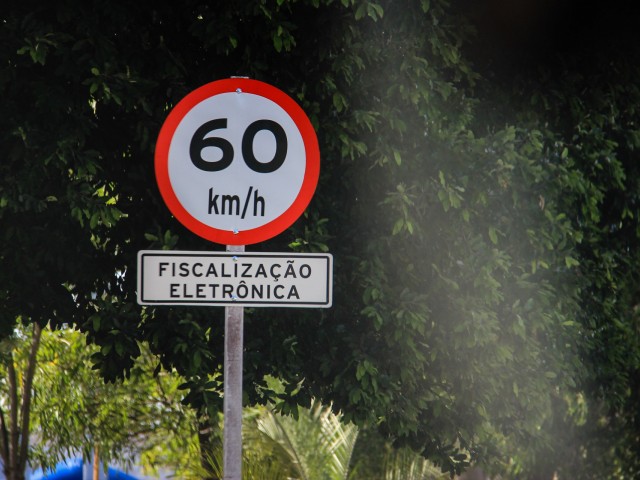 60
km/h
FISCALIZAÇÃO
ELETRÔNICA